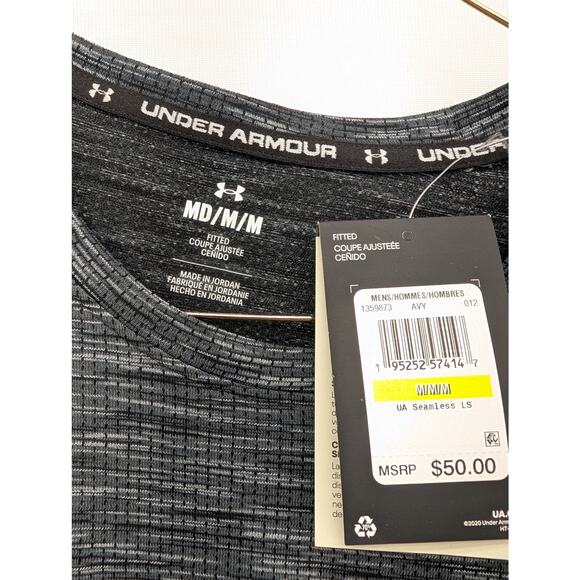 UNDER ARMOUR
UNDER
MD/M/M
FITTED
COUPE AJUSTÉE
CEÑIDO
MADE IN JORDAN
FABRIQUÉ EN JORDANIE
HECHO EN JORDANIA
FITTED
COUPE AJUSTEÉE
CEÑIDO
MENS/HOMMES/HOMBRES
1359873 AVY 012
1 95252 57414 7
M/M/M
UA Seamless LS
MSRP $50.00
UA.
©2020 Under Arm
HT-